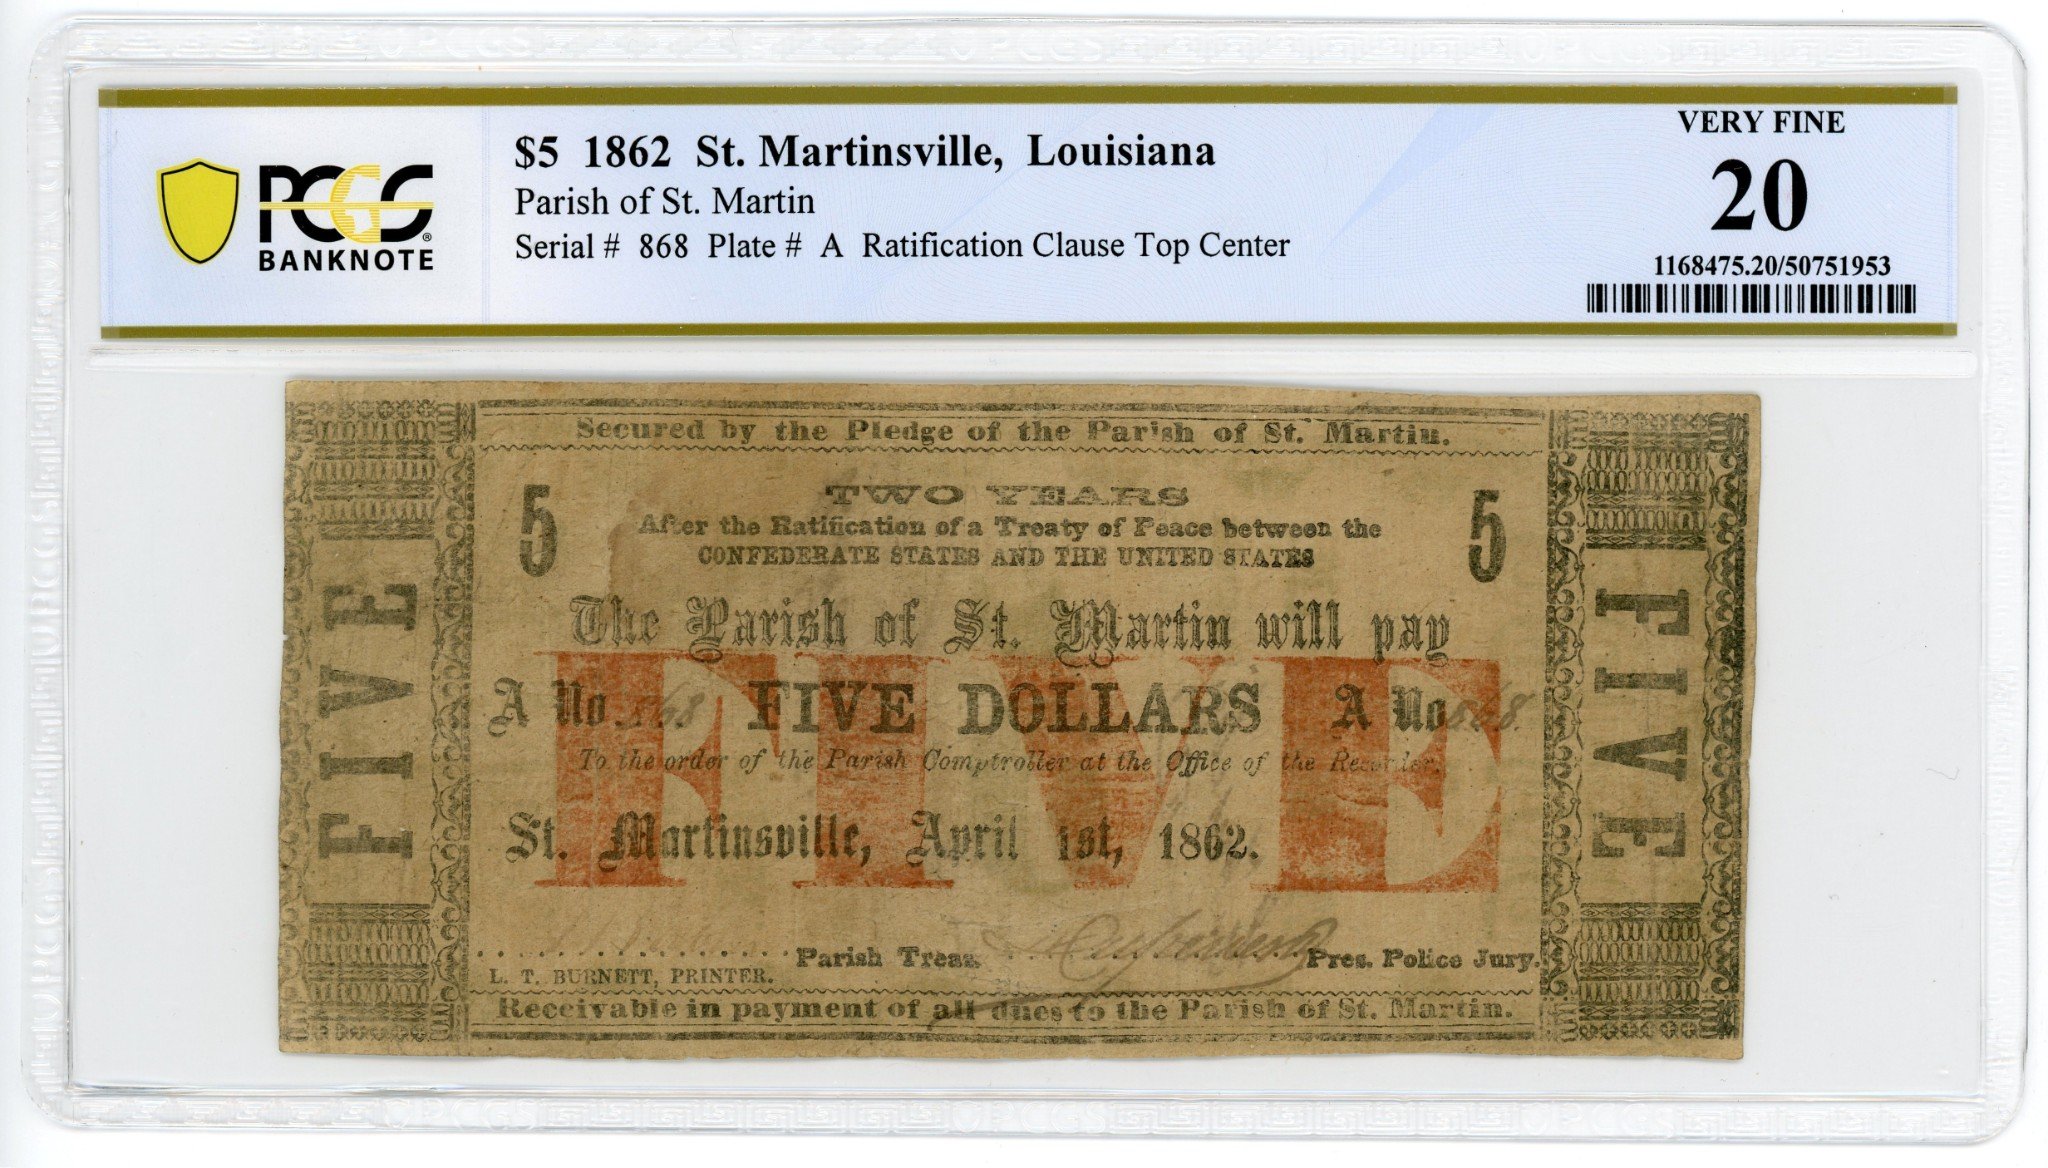 PCGS
BANKNOTE
$5 1862 St. Martinsville, Louisiana
Parish of St. Martin
Serial # 868 Plate # A Ratification Clause Top Center
VERY FINE
20
1168475.20/50751953
Secured by the Pledge of the Parish of St. Martin.
5 TWO YEARS 5
After the Ratification of a Treaty of Peace between the
CONFEDERATE STATES AND THE UNITED STATES
The Parish of St. Martin will pay
FIVE
A No. 868 FIVE DOLLARS A No 868.
To the order of the Parish Comptroller at the Office of the Recorder.
St. Martinsville, April 1st, 1862.
Parish Treas. Pres. Police Jury.
L. T. BURNETT, PRINTER.
Receivable in payment of all dues to the Parish of St. Martin.
FIVE
FIVE